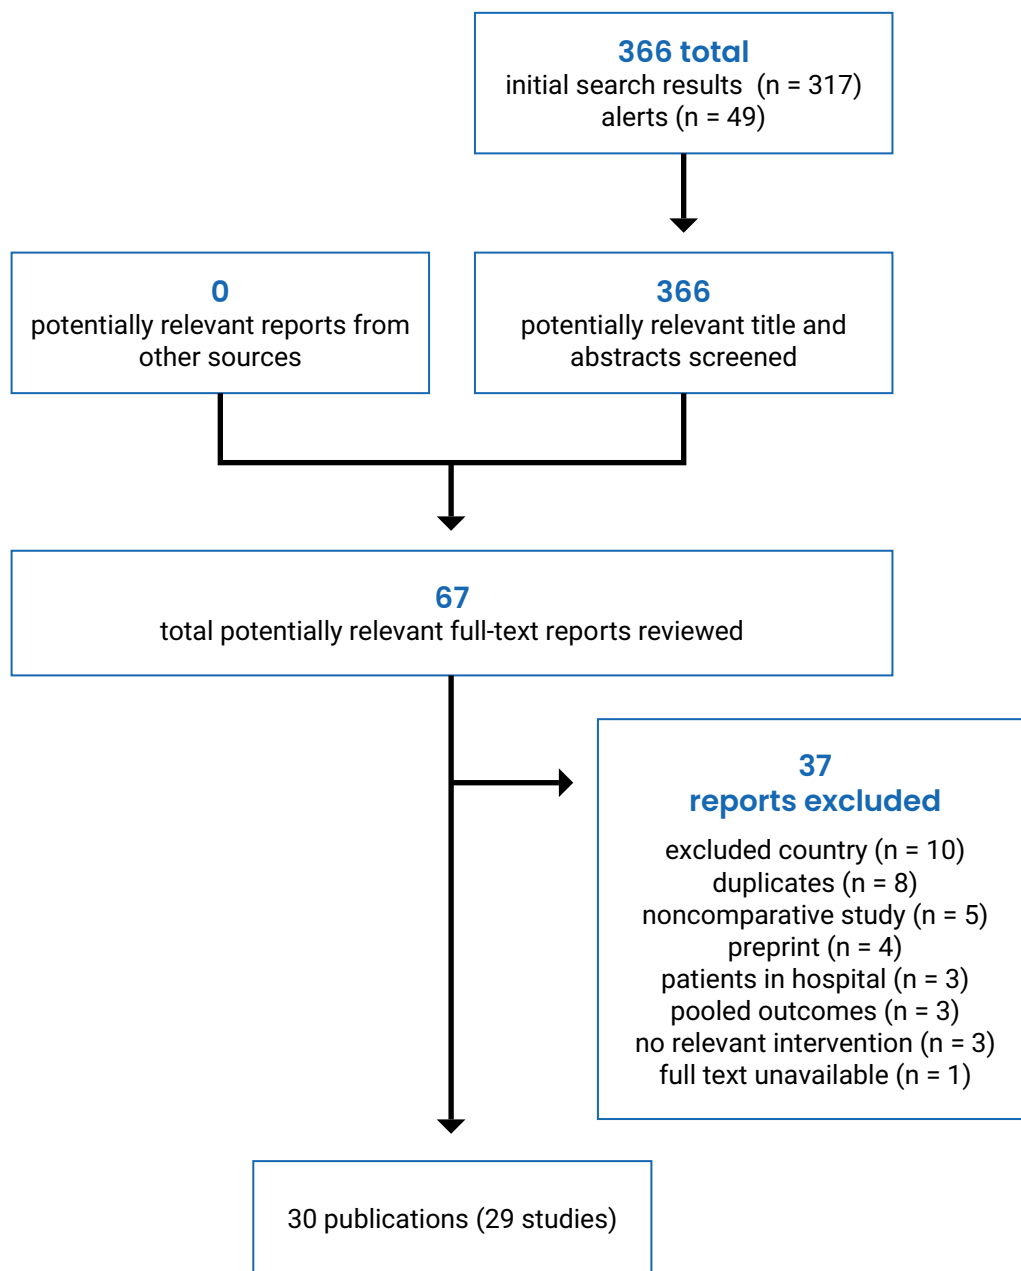 366 total
initial search results (n = 317)
alerts (n = 49)
0
potentially relevant reports from
other sources
366
potentially relevant title and
abstracts screened
67
total potentially relevant full-text reports reviewed
37
reports excluded
excluded country (n = 10)
duplicates (n = 8)
noncomparative study (n = 5)
preprint (n = 4)
patients in hospital (n = 3)
pooled outcomes (n = 3)
no relevant intervention (n = 3)
full text unavailable (n = 1)
30 publications (29 studies)